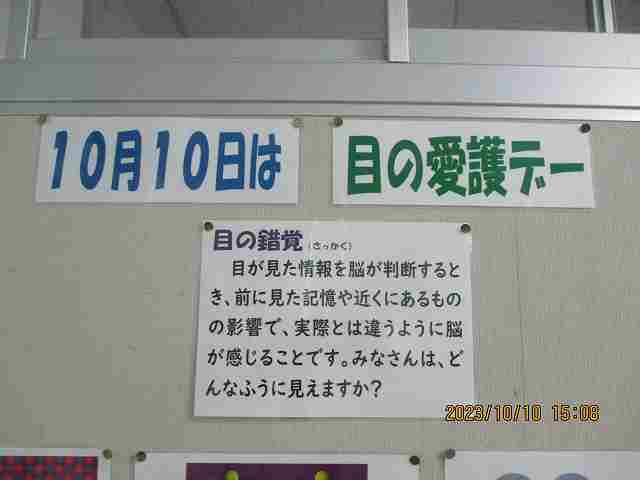 10月10日は
目の愛護デー
目の錯覚（さっかく）
目が見た情報を脳が判断すると
き、前に見た記憶や近くにあるもの
の影響で、実際とは違うように脳
が感じることです。みなさんは、ど
んなふうに見えますか？
2023/10/10 15:08